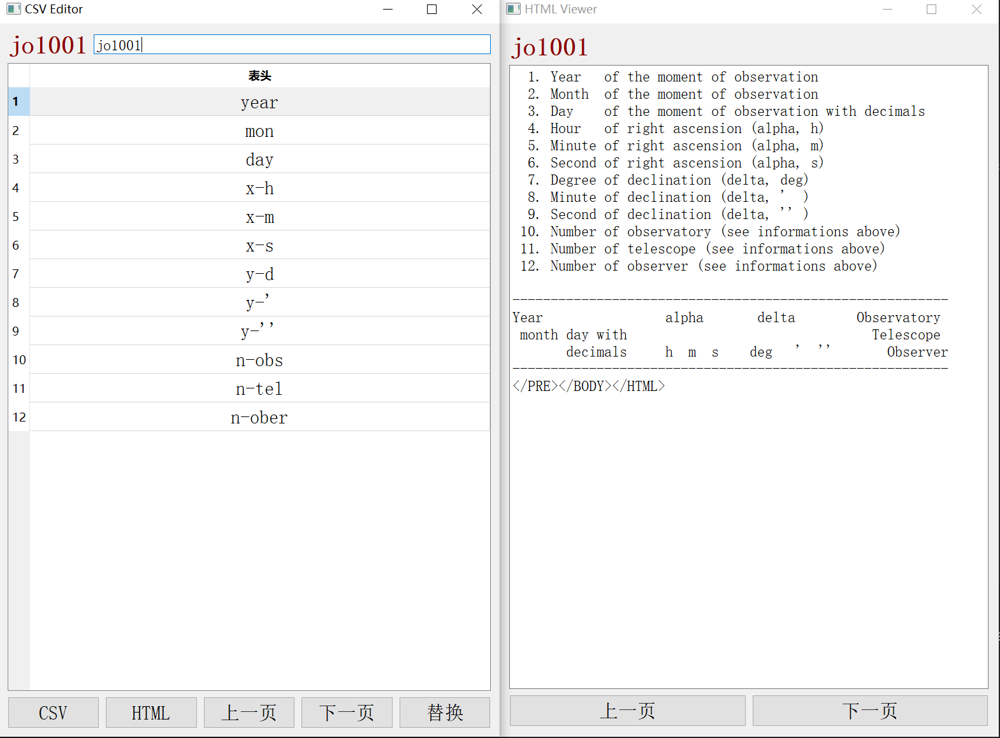 CSV Editor
jo1001
jo1001
表头
1 year
2 mon
3 day
4 x-h
5 x-m
6 x-s
7 y-d
8 y-'
9 y-''
10 n-obs
11 n-tel
12 n-ober
CSV HTML 上一页 下一页 替换
HTML Viewer
jo1001
1. Year of the moment of observation
2. Month of the moment of observation
3. Day of the moment of observation with decimals
4. Hour of right ascension (alpha, h)
5. Minute of right ascension (alpha, m)
6. Second of right ascension (alpha, s)
7. Degree of declination (delta, deg)
8. Minute of declination (delta, ' )
9. Second of declination (delta, '' )
10. Number of observatory (see informations above)
11. Number of telescope (see informations above)
12. Number of observer (see informations above)
---------------------------------------------------------
Year alpha delta Observatory
month day with Telescope
decimals h m s deg ' '' Observer
---------------------------------------------------------
</PRE></BODY></HTML>
上一页 下一页